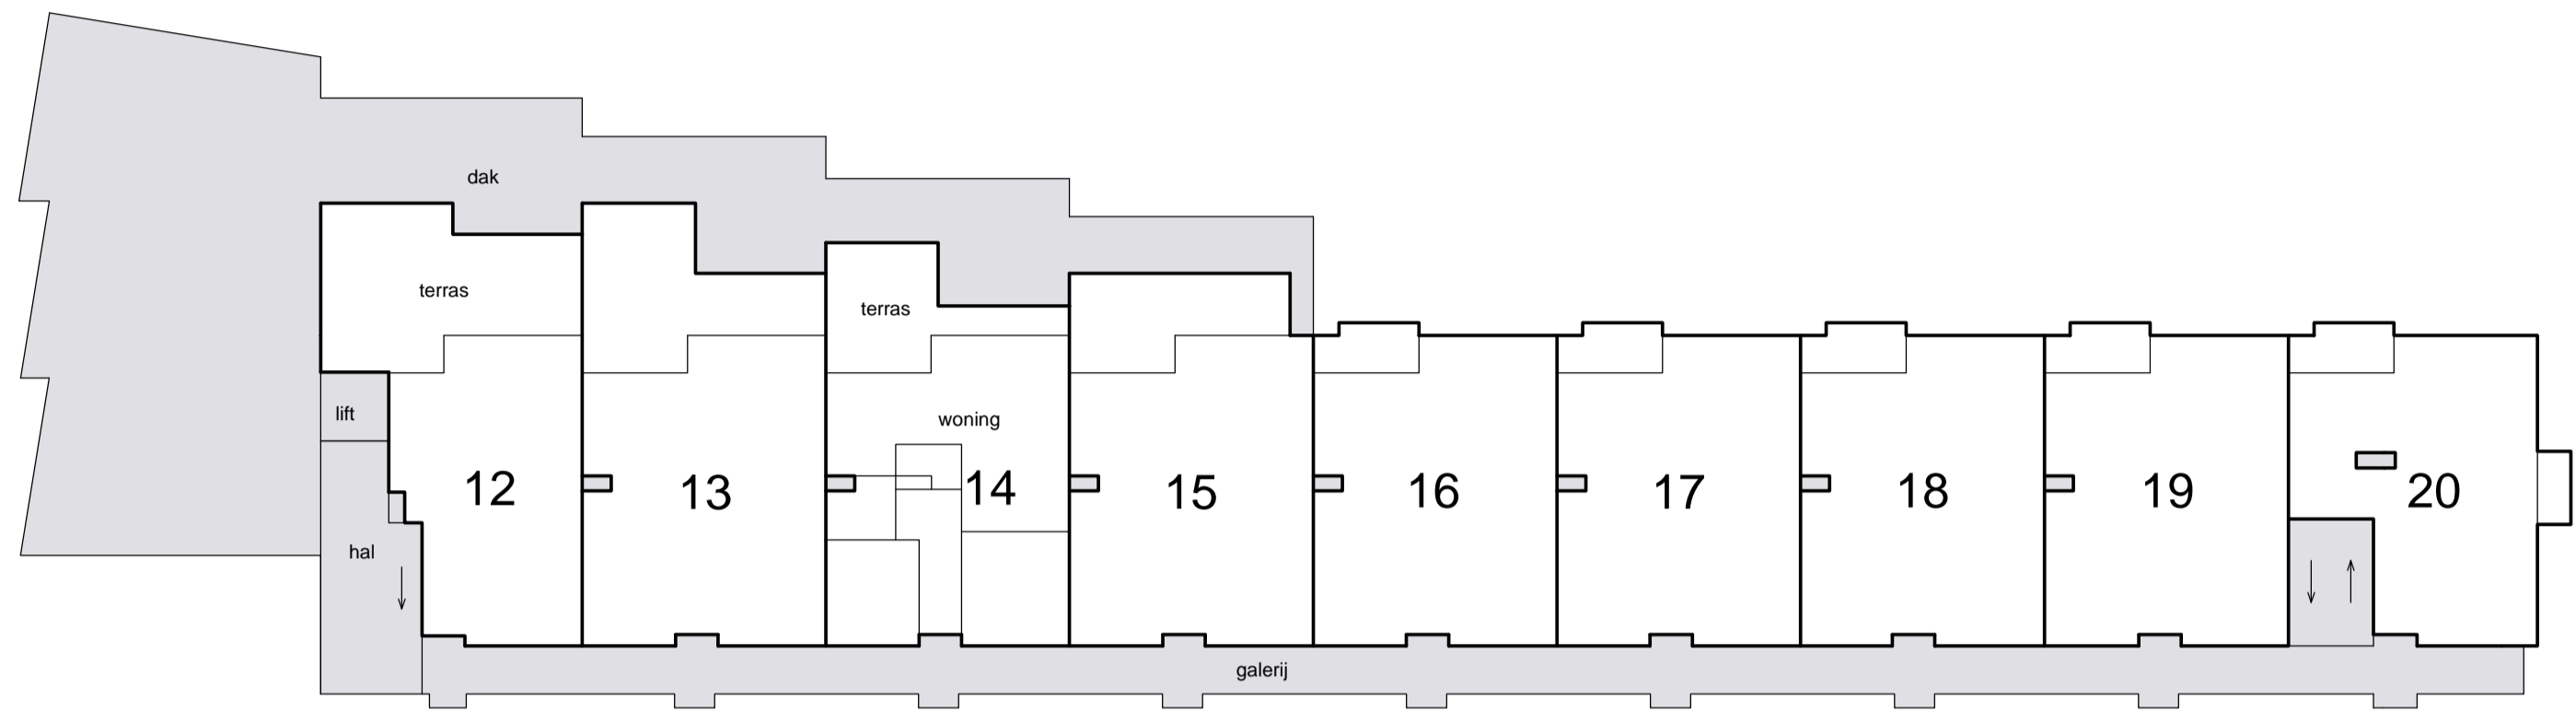 dak
terras
terras
lift
woning
12
13
14
15
16
17
18
19
20
hal
galerij